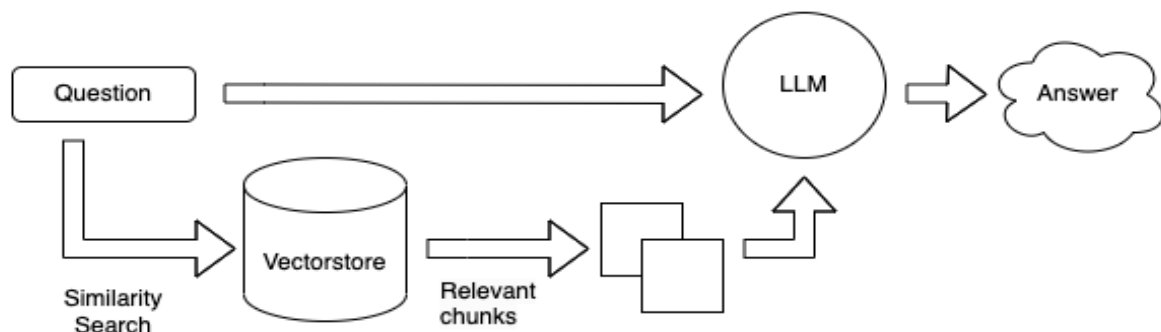 Question
LLM
Answer
Vectorstore
Similarity
Search
Relevant
chunks